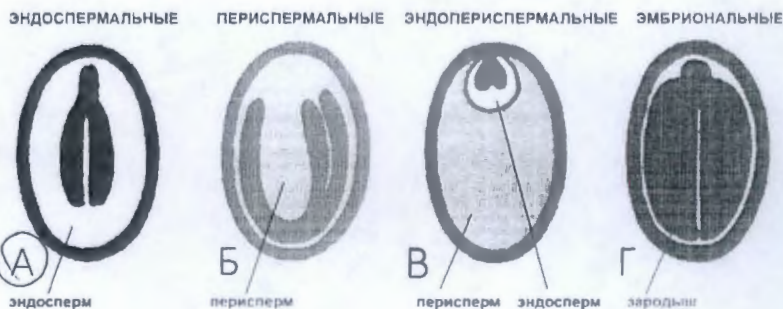 ЭНДОСПЕРМАЛЬНЫЕ ПЕРИСПЕРМАЛЬНЫЕ ЭНДОПЕРИСПЕРМАЛЬНЫЕ ЭМБРИОНАЛЬНЫЕ
А Б В Г
эндосперм перисперм перисперм эндосперм зародыш